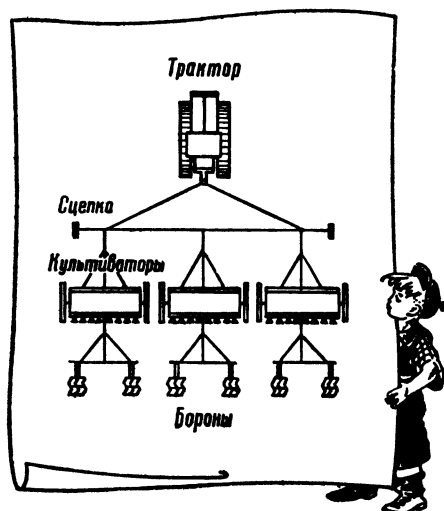 Трактор
Сцепка
Культиваторы
Бороны